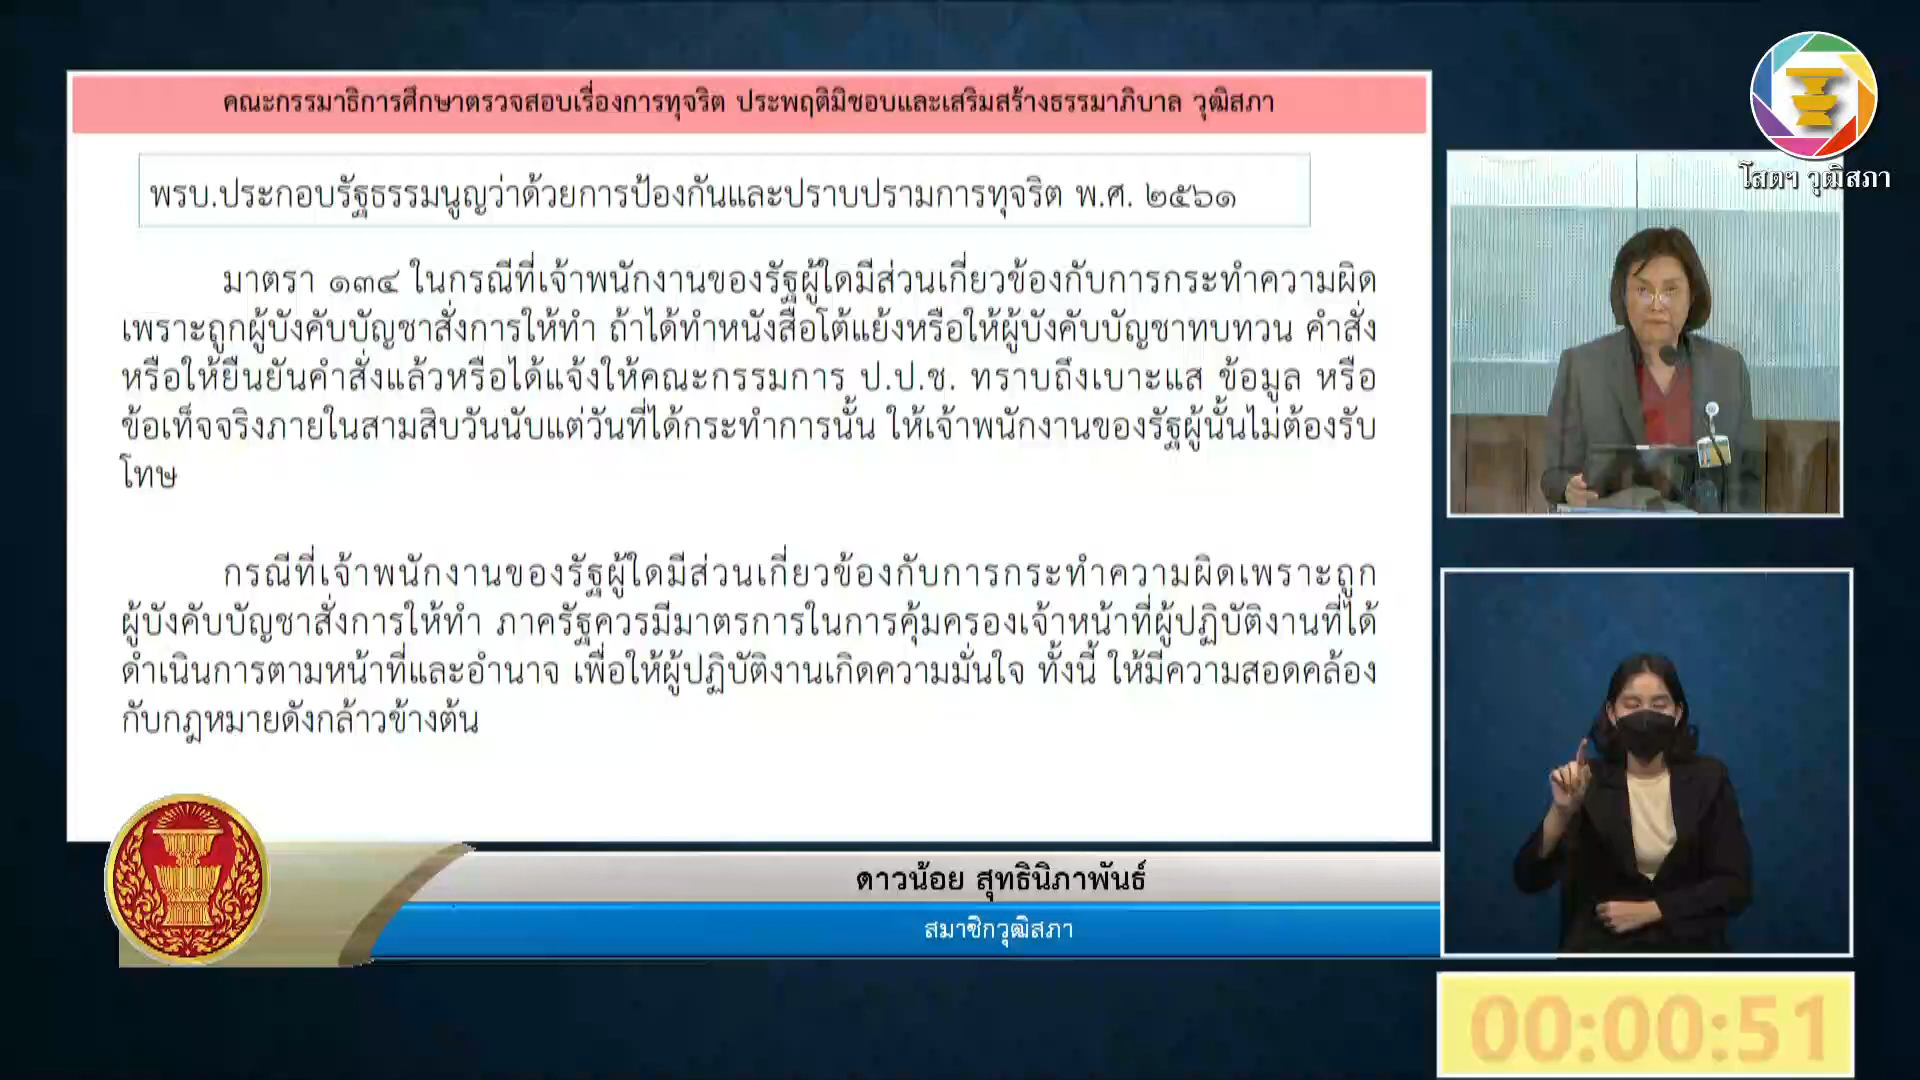 คณะกรรมาธิการศึกษาตรวจสอบเรื่องการทุจริต ประพฤติมิชอบและเสริมสร้างธรรมาภิบาล วุฒิสภา
โสตฯ วุฒิสภา
พรบ.ประกอบรัฐธรรมนูญว่าด้วยการป้องกันและปราบปรามการทุจริต พ.ศ. ๒๕๖๑
มาตรา ๑๓๔ ในกรณีที่เจ้าพนักงานของรัฐผู้ใดมีส่วนเกี่ยวข้องกับการกระทำความผิด
เพราะถูกผู้บังคับบัญชาสั่งการให้ทำ ถ้าได้ทำหนังสือโต้แย้งหรือให้ผู้บังคับบัญชาทบทวน คำสั่ง
หรือให้ยืนยันคำสั่งแล้วหรือได้แจ้งให้คณะกรรมการ ป.ป.ช. ทราบถึงเบาะแส ข้อมูล หรือ
ข้อเท็จจริงภายในสามสิบวันนับแต่วันที่ได้กระทำการนั้น ให้เจ้าพนักงานของรัฐผู้นั้นไม่ต้องรับ
โทษ
กรณีที่เจ้าพนักงานของรัฐผู้ใดมีส่วนเกี่ยวข้องกับการกระทำความผิดเพราะถูก
ผู้บังคับบัญชาสั่งการให้ทำ ภาครัฐควรมีมาตรการในการคุ้มครองเจ้าหน้าที่ผู้ปฏิบัติงานที่ได้
ดำเนินการตามหน้าที่และอำนาจ เพื่อให้ผู้ปฏิบัติงานเกิดความมั่นใจ ทั้งนี้ ให้มีความสอดคล้อง
กับกฎหมายดังกล่าวข้างต้น
ดาวน้อย สุทธินิภาพันธ์
สมาชิกวุฒิสภา
00:00:51